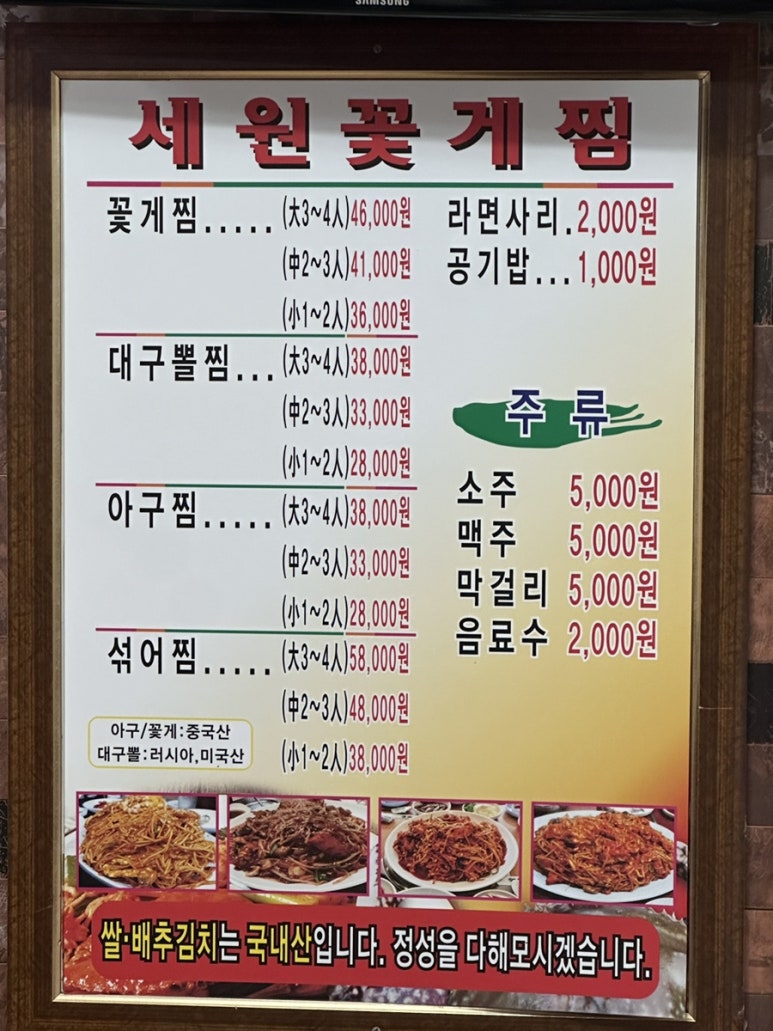 SAMSUNG
세원꽃게찜
꽃게찜.....(大3~4人)46,000원
(中2~3人)41,000원
(小1~2人)36,000원
대구뽈찜...(大3~4人)38,000원
(中2~3人)33,000원
(小1~2人)28,000원
아구찜.....(大3~4人)38,000원
(中2~3人)33,000원
(小1~2人)28,000원
섞어찜.....(大3~4人)58,000원
(中2~3人)48,000원
(小1~2人)38,000원
아구/꽃게:중국산
대구뽈:러시아,미국산
라면사리.2,000원
공기밥...1,000원
주류
소주 5,000원
맥주 5,000원
막걸리 5,000원
음료수 2,000원
쌀·배추김치는 국내산입니다. 정성을 다해모시겠습니다.